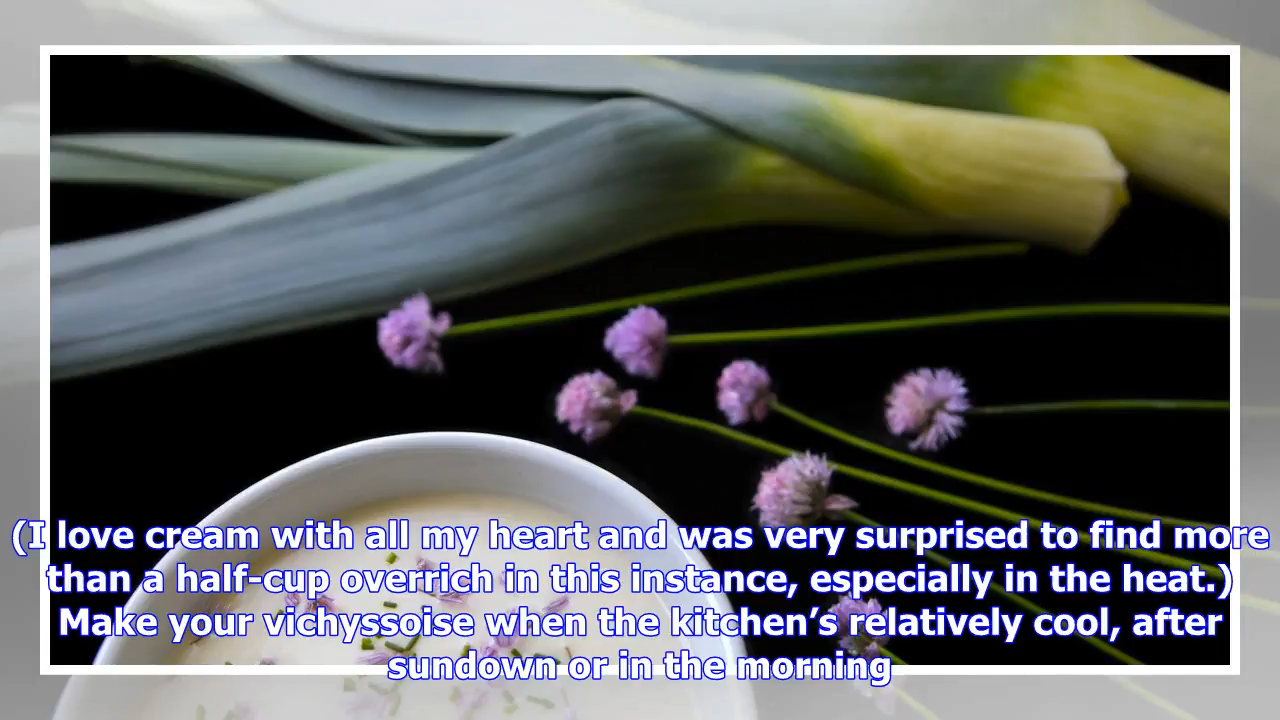 (I love cream with all my heart and was very surprised to find more
than a half-cup overrich in this instance, especially in the heat.)
Make your vichyssoise when the kitchen’s relatively cool, after
sundown or in the morning